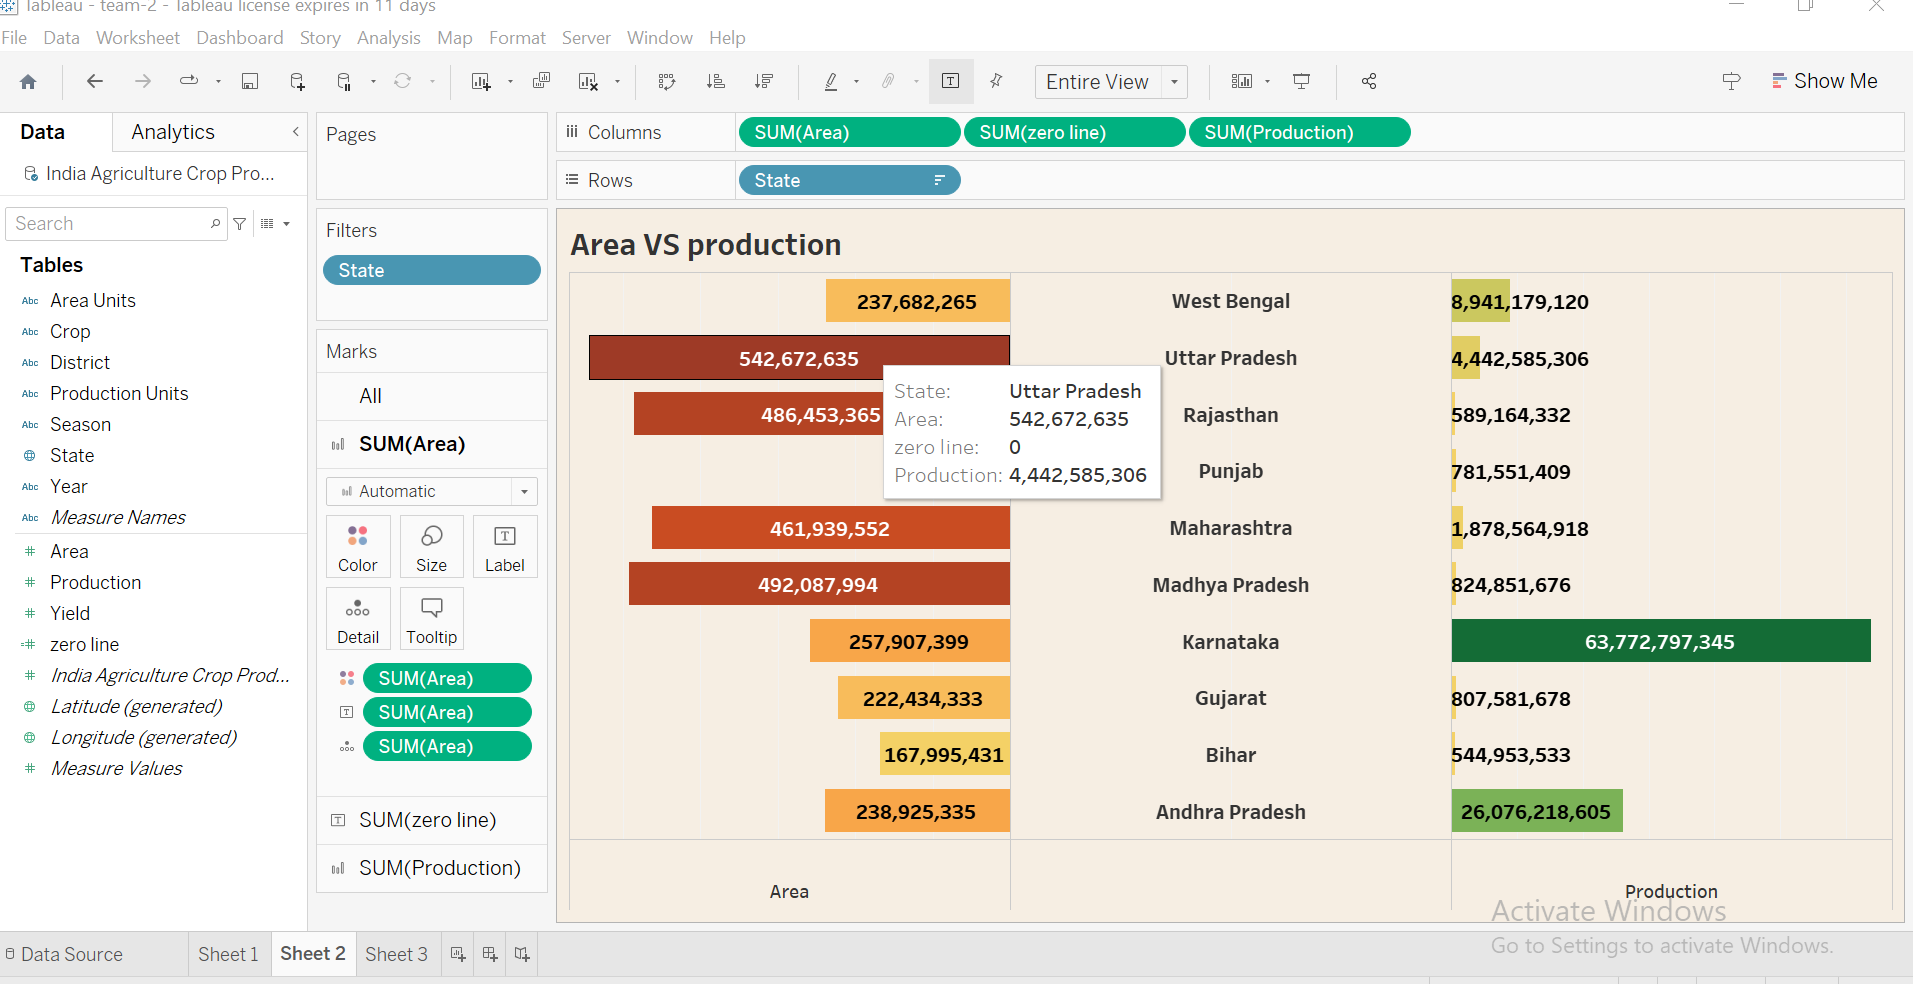 Tableau - team-2 - Tableau license expires in 11 days
File Data Worksheet Dashboard Story Analysis Map Format Server Window Help
Entire View
Show Me
Data Analytics
India Agriculture Crop Pro...
Search
Tables
Abc Area Units
Abc Crop
Abc District
Abc Production Units
Abc Season
State
Abc Year
Abc Measure Names
# Area
# Production
# Yield
=# zero line
# India Agriculture Crop Prod...
Latitude (generated)
Longitude (generated)
# Measure Values
Pages
Filters
State
Marks
All
SUM(Area)
Automatic
Color Size Label
Detail Tooltip
SUM(Area)
SUM(Area)
SUM(Area)
SUM(zero line)
SUM(Production)
Columns SUM(Area) SUM(zero line) SUM(Production)
Rows State
Area VS production
237,682,265 West Bengal 8,941,179,120
542,672,635 Uttar Pradesh 4,442,585,306
486,453,365 Rajasthan 589,164,332
Punjab 781,551,409
461,939,552 Maharashtra 1,878,564,918
492,087,994 Madhya Pradesh 824,851,676
257,907,399 Karnataka 63,772,797,345
222,434,333 Gujarat 807,581,678
167,995,431 Bihar 544,953,533
238,925,335 Andhra Pradesh 26,076,218,605
State: Uttar Pradesh
Area: 542,672,635
zero line: 0
Production: 4,442,585,306
Area Production
Activate Windows
Go to Settings to activate Windows.
Data Source Sheet 1 Sheet 2 Sheet 3